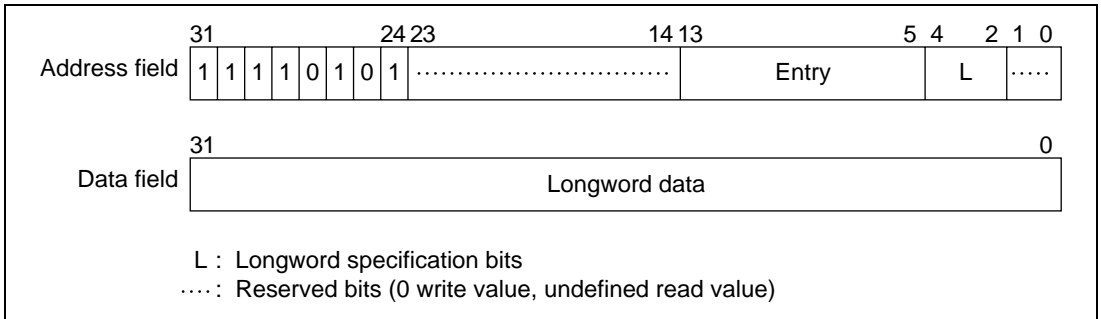 31 24 23 14 13 5 4 2 1 0
Address field 1 1 1 1 0 1 0 1 ······························ Entry L ·····
31 0
Data field Longword data
L : Longword specification bits
···· : Reserved bits (0 write value, undefined read value)